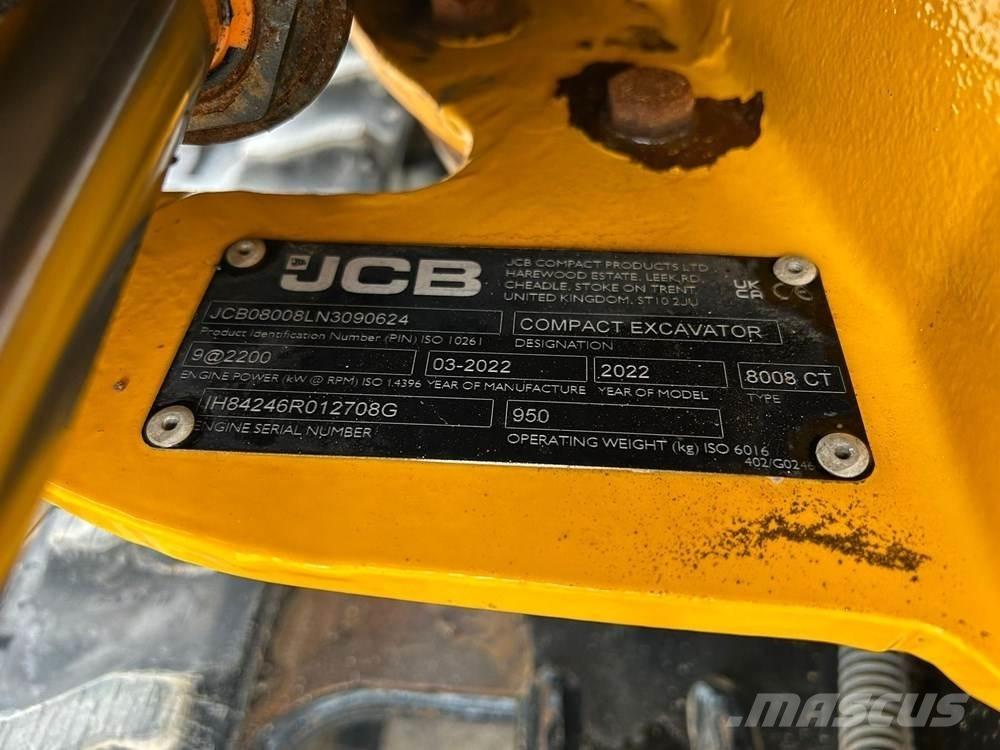 JCB
JCB COMPACT PRODUCTS LTD
HAREWOOD ESTATE, LEEK RD
CHEADLE, STOKE ON TRENT,
UNITED KINGDOM, ST10 2JU
UK
CA
CE
JCB08008LN3090624
Product Identification Number (PIN) ISO 10261
COMPACT EXCAVATOR
DESIGNATION
9@2200
ENGINE POWER (kW @ RPM) ISO 14396
03-2022
YEAR OF MANUFACTURE
2022
YEAR OF MODEL
8008 CT
TYPE
IH84246R012708G
ENGINE SERIAL NUMBER
950
OPERATING WEIGHT (kg) ISO 6016
402/G0246
MASCUS